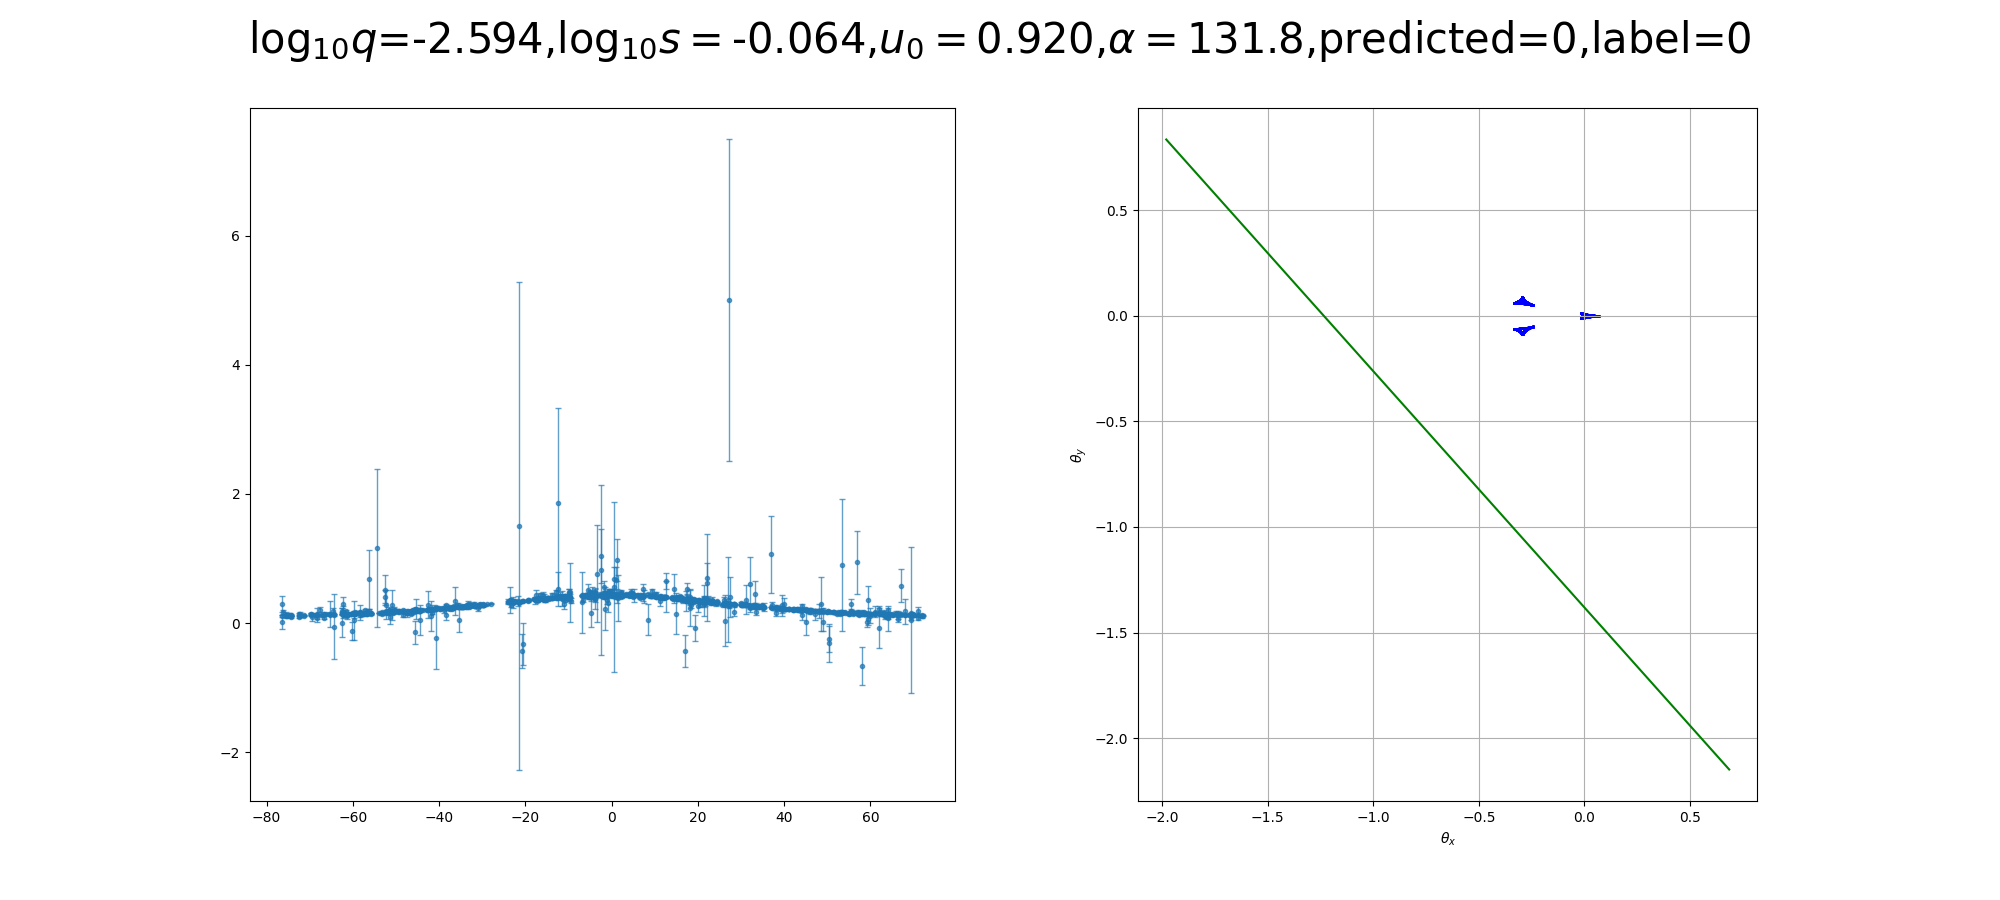 log₁₀q=-2.594,log₁₀s = -0.064,u₀ = 0.920,α = 131.8,predicted=0,label=0
6
4
2
0
−2
−80 −60 −40 −20 0 20 40 60
0.5
0.0
−0.5
−1.0
−1.5
−2.0
θy
−2.0 −1.5 −1.0 −0.5 0.0 0.5
θx